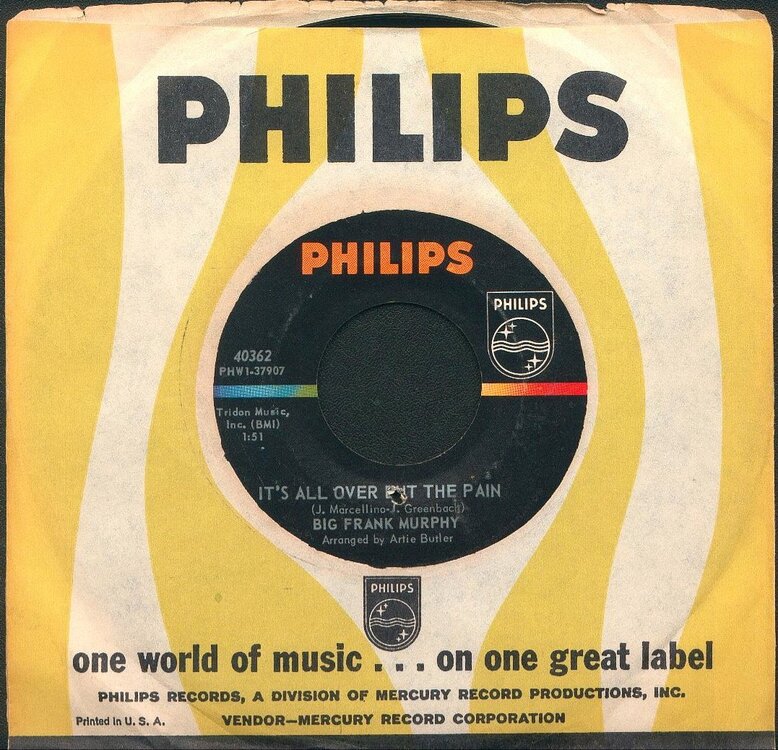 PHILIPS
PHILIPS
PHILIPS
40362
PHW1-37907
Tridon Music,
Inc. (BMI)
1:51
IT'S ALL OVER BUT THE PAIN
(J. Marcellino-J. Greenbach)
BIG FRANK MURPHY
Arranged by Artie Butler
PHILIPS
one world of music . . . on one great label
PHILIPS RECORDS, A DIVISION OF MERCURY RECORD PRODUCTIONS, INC.
Printed in U. S. A.
VENDOR—MERCURY RECORD CORPORATION